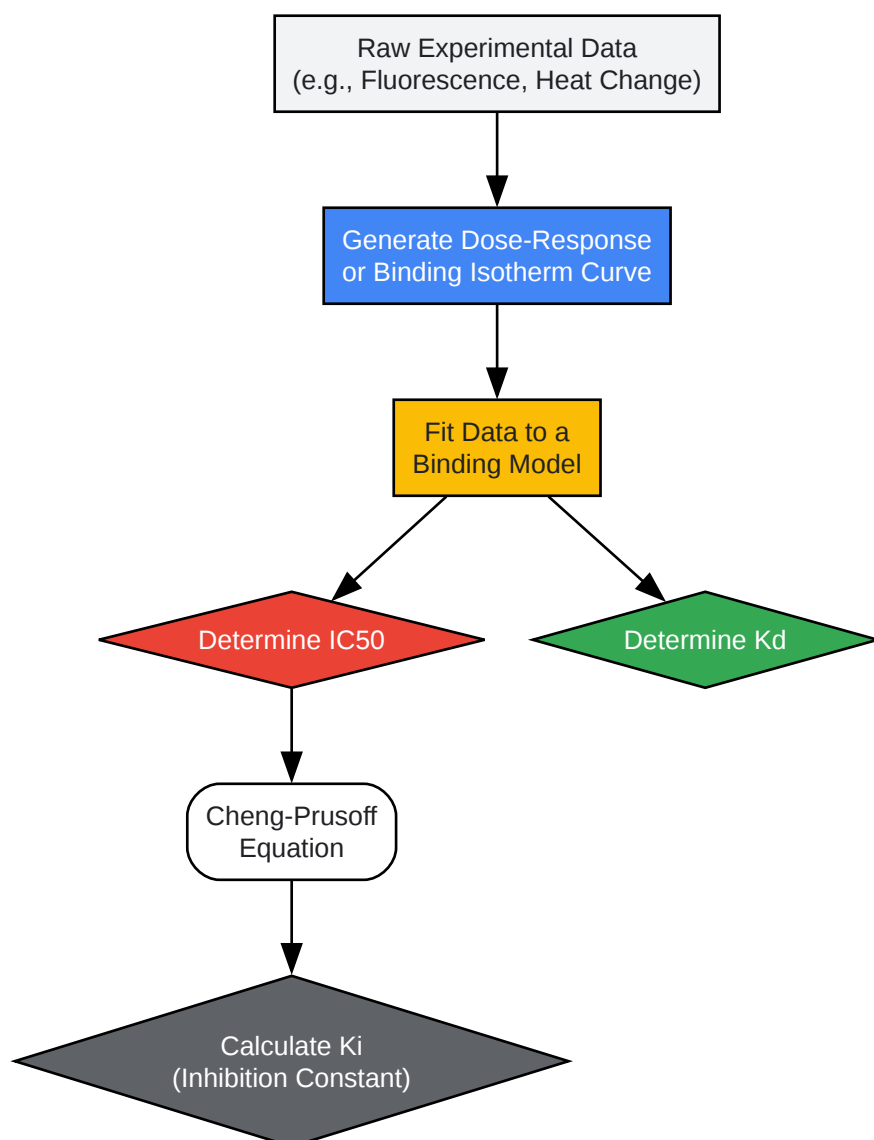 Raw Experimental Data
(e.g., Fluorescence, Heat Change)
Generate Dose-Response
or Binding Isotherm Curve
Fit Data to a
Binding Model
Determine IC50
Determine Kd
Cheng-Prusoff
Equation
Calculate Ki
(Inhibition Constant)